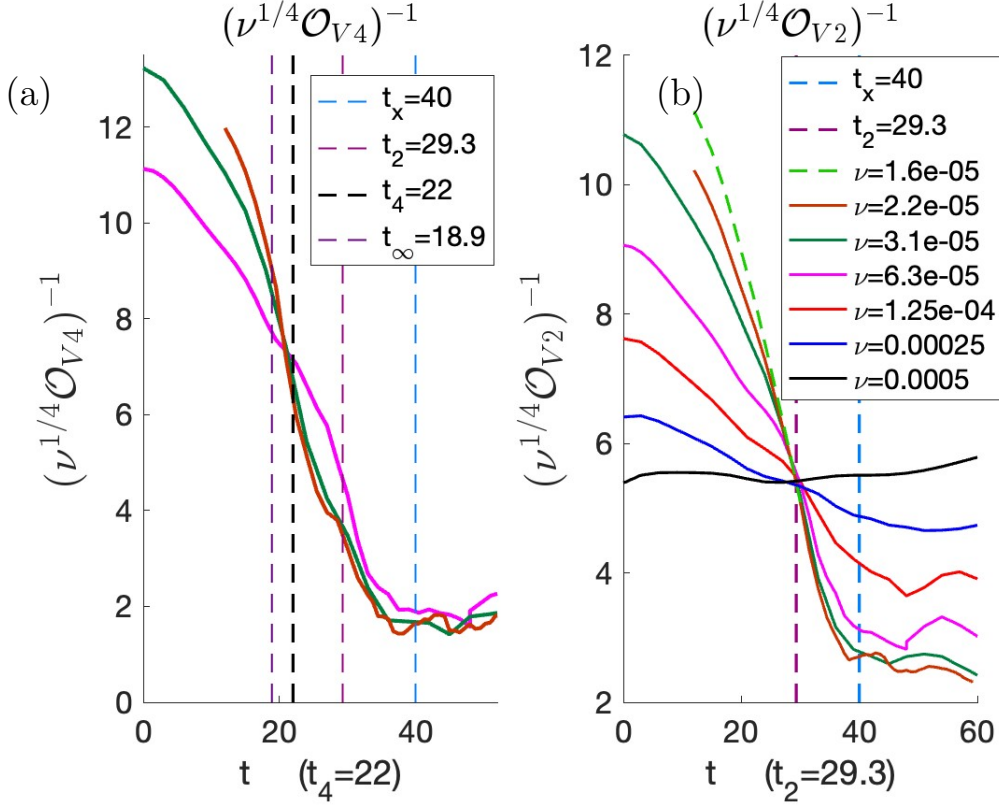 (ν^{1/4}𝒪_{V4})^{-1}
(a)
t_x=40
t_2=29.3
t_4=22
t_∞=18.9
(ν^{1/4}𝒪_{V4})^{-1}
12
10
8
6
4
2
0
0 20 40
t (t_4=22)
(ν^{1/4}𝒪_{V2})^{-1}
(b)
t_x=40
t_2=29.3
ν=1.6e-05
ν=2.2e-05
ν=3.1e-05
ν=6.3e-05
ν=1.25e-04
ν=0.00025
ν=0.0005
(ν^{1/4}𝒪_{V2})^{-1}
12
10
8
6
4
2
0 20 40 60
t (t_2=29.3)